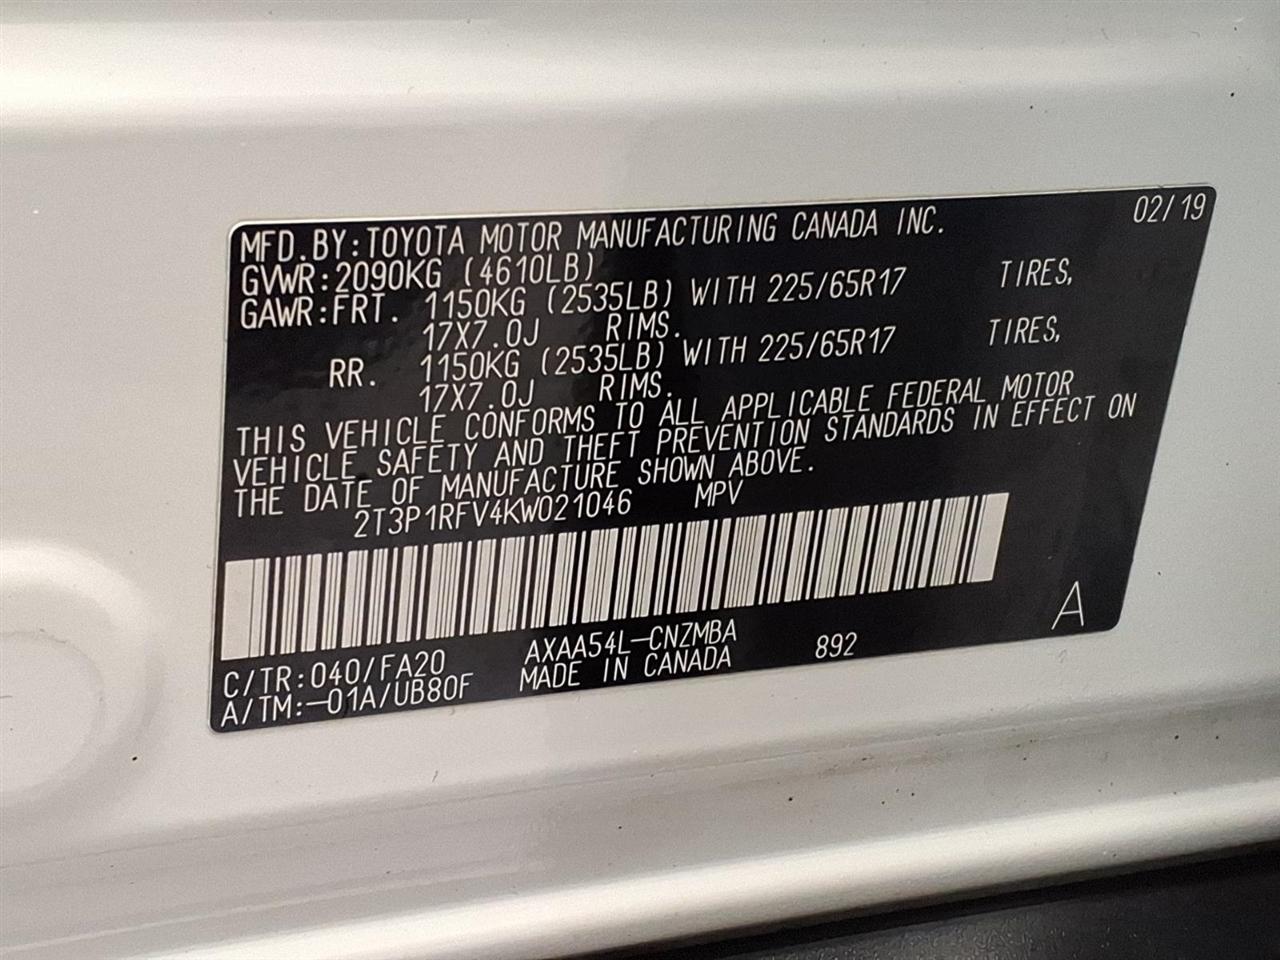 MFD.BY:TOYOTA MOTOR MANUFACTURING CANADA INC. 02/19
GVWR:2090KG (4610LB)
GAWR:FRT. 1150KG (2535LB) WITH 225/65R17 TIRES,
17X7.0J RIMS.
RR. 1150KG (2535LB) WITH 225/65R17 TIRES,
17X7.0J RIMS.
THIS VEHICLE CONFORMS TO ALL APPLICABLE FEDERAL MOTOR
VEHICLE SAFETY AND THEFT PREVENTION STANDARDS IN EFFECT ON
THE DATE OF MANUFACTURE SHOWN ABOVE.
2T3P1RFV4KW021046 MPV
C/TR:040/FA20 AXAA54L-CNZMBA 892 A
A/TM:-01A/UB80F MADE IN CANADA